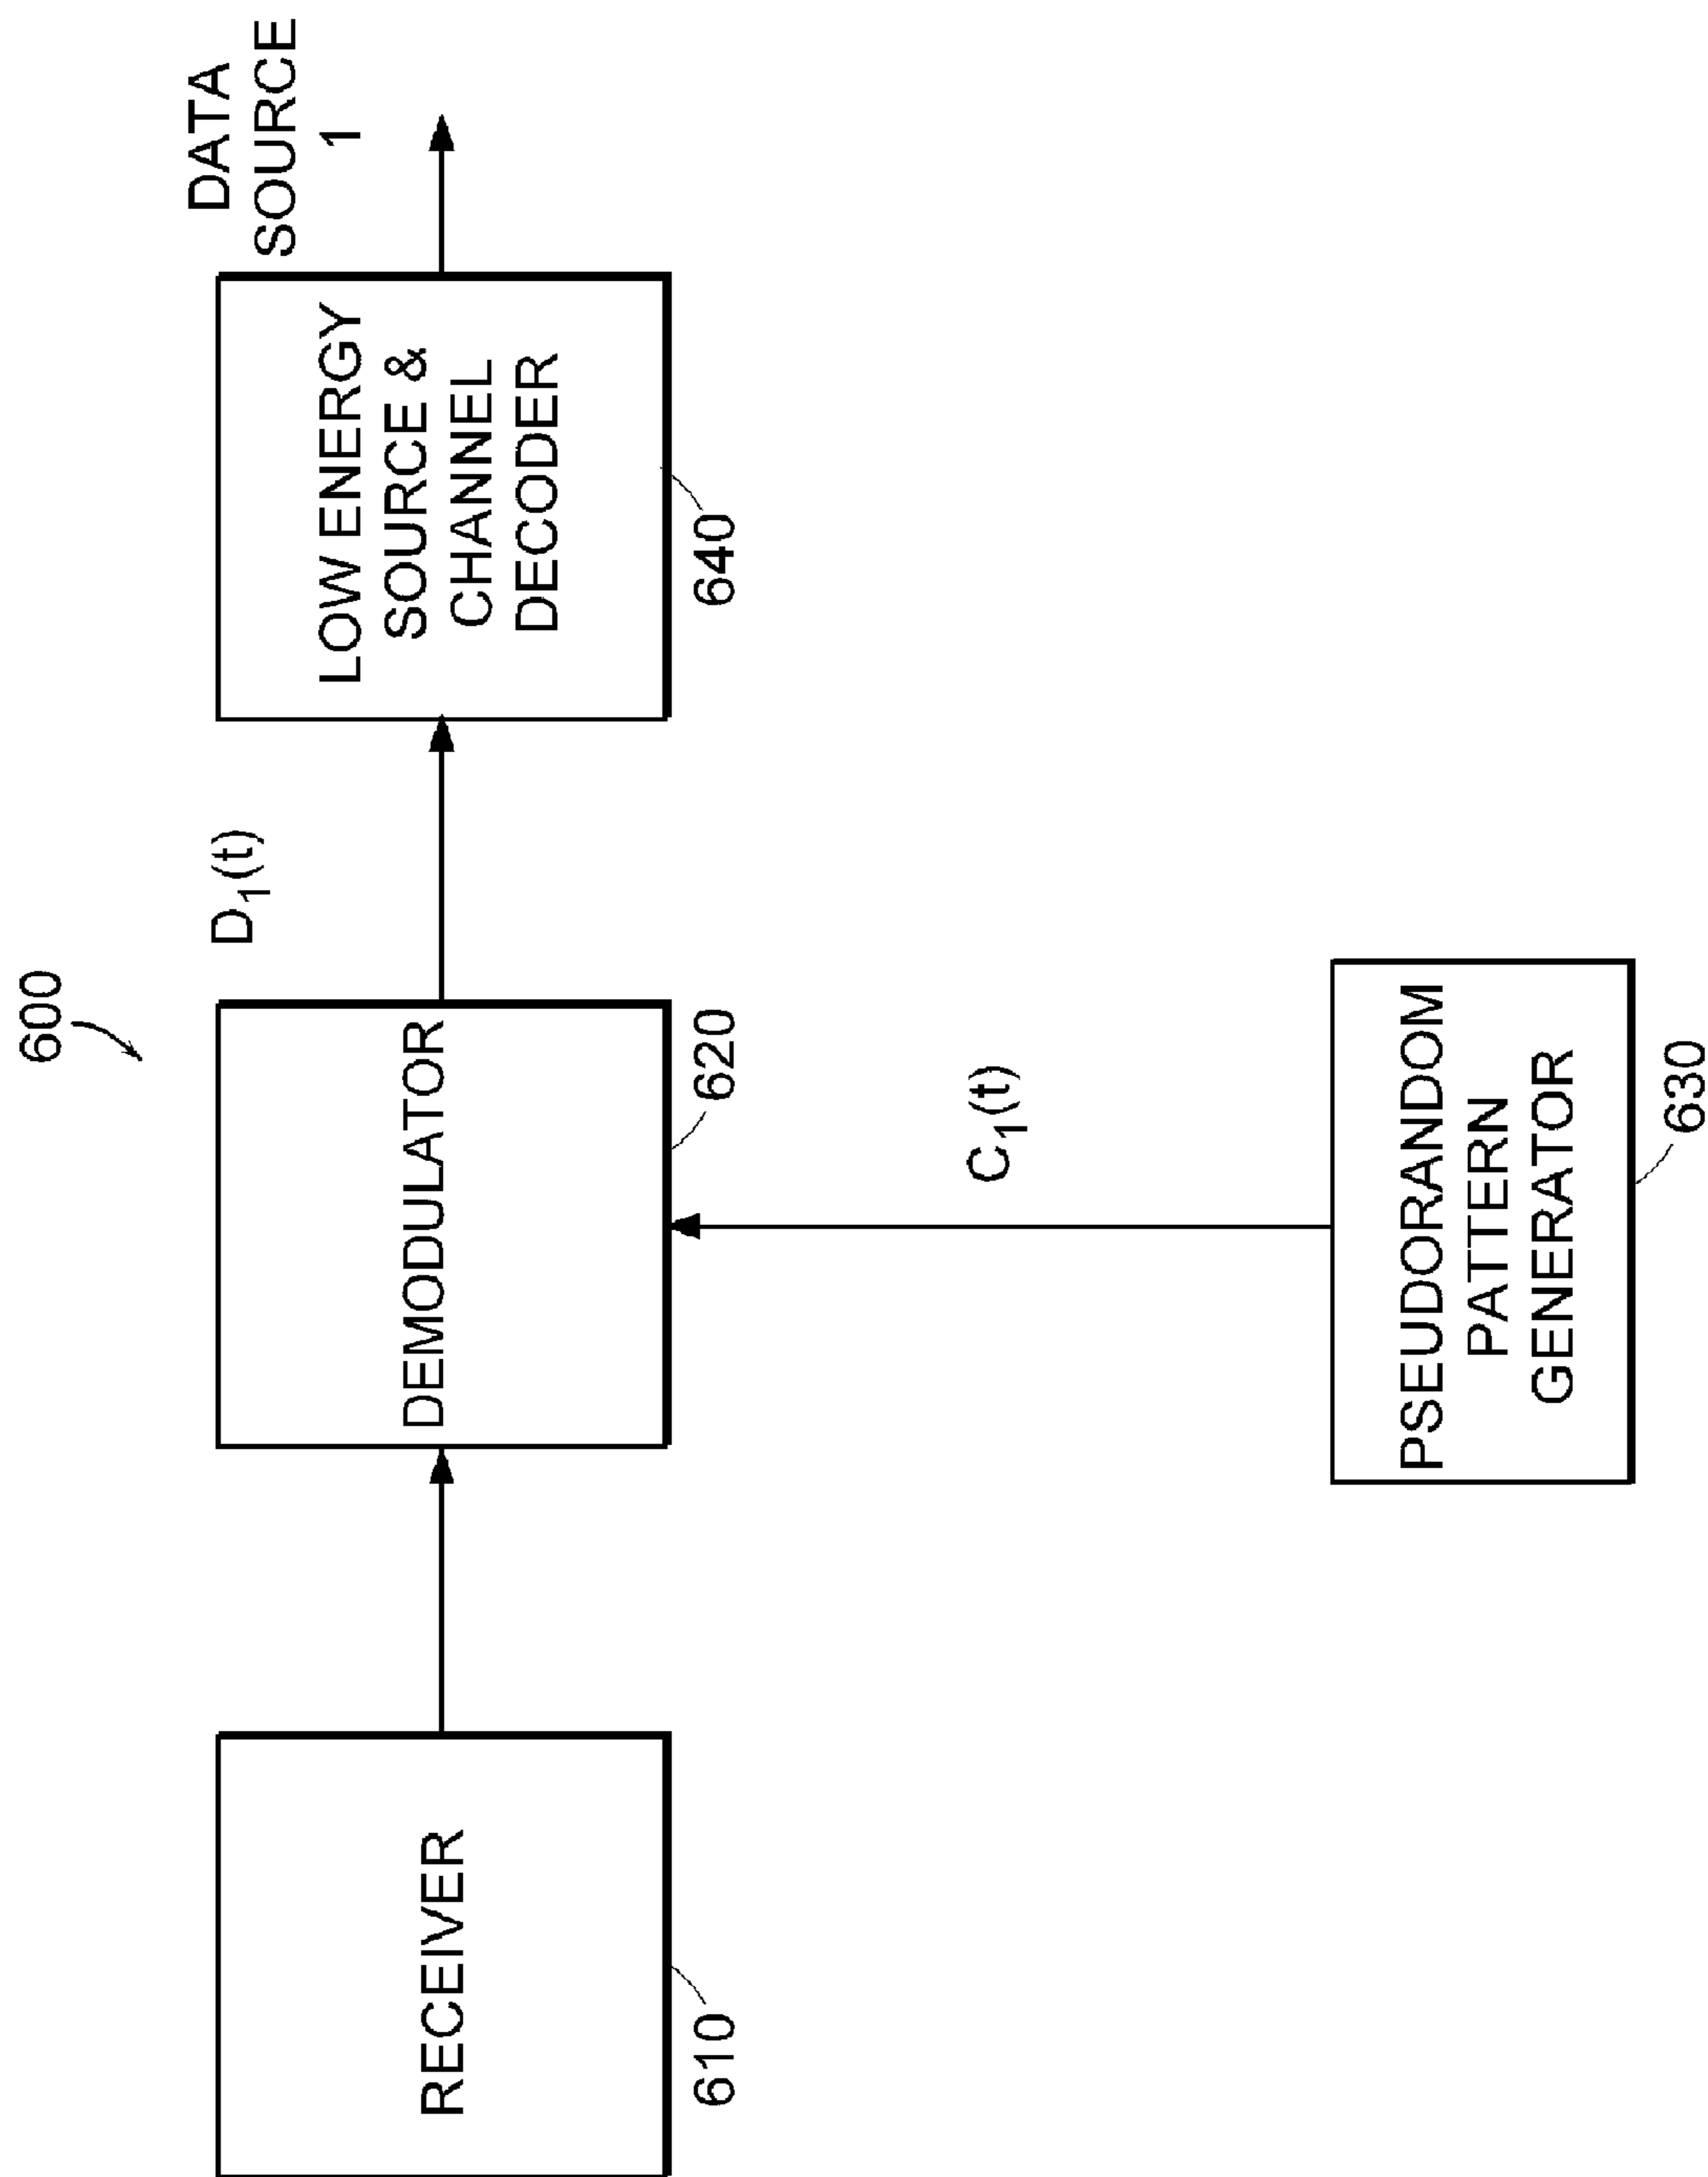 600
RECEIVER
610
DEMODULATOR
620
D₁(t)
LOW ENERGY
SOURCE &
CHANNEL
DECODER
640
DATA
SOURCE
1
C₁(t)
PSEUDORANDOM
PATTERN
GENERATOR
630